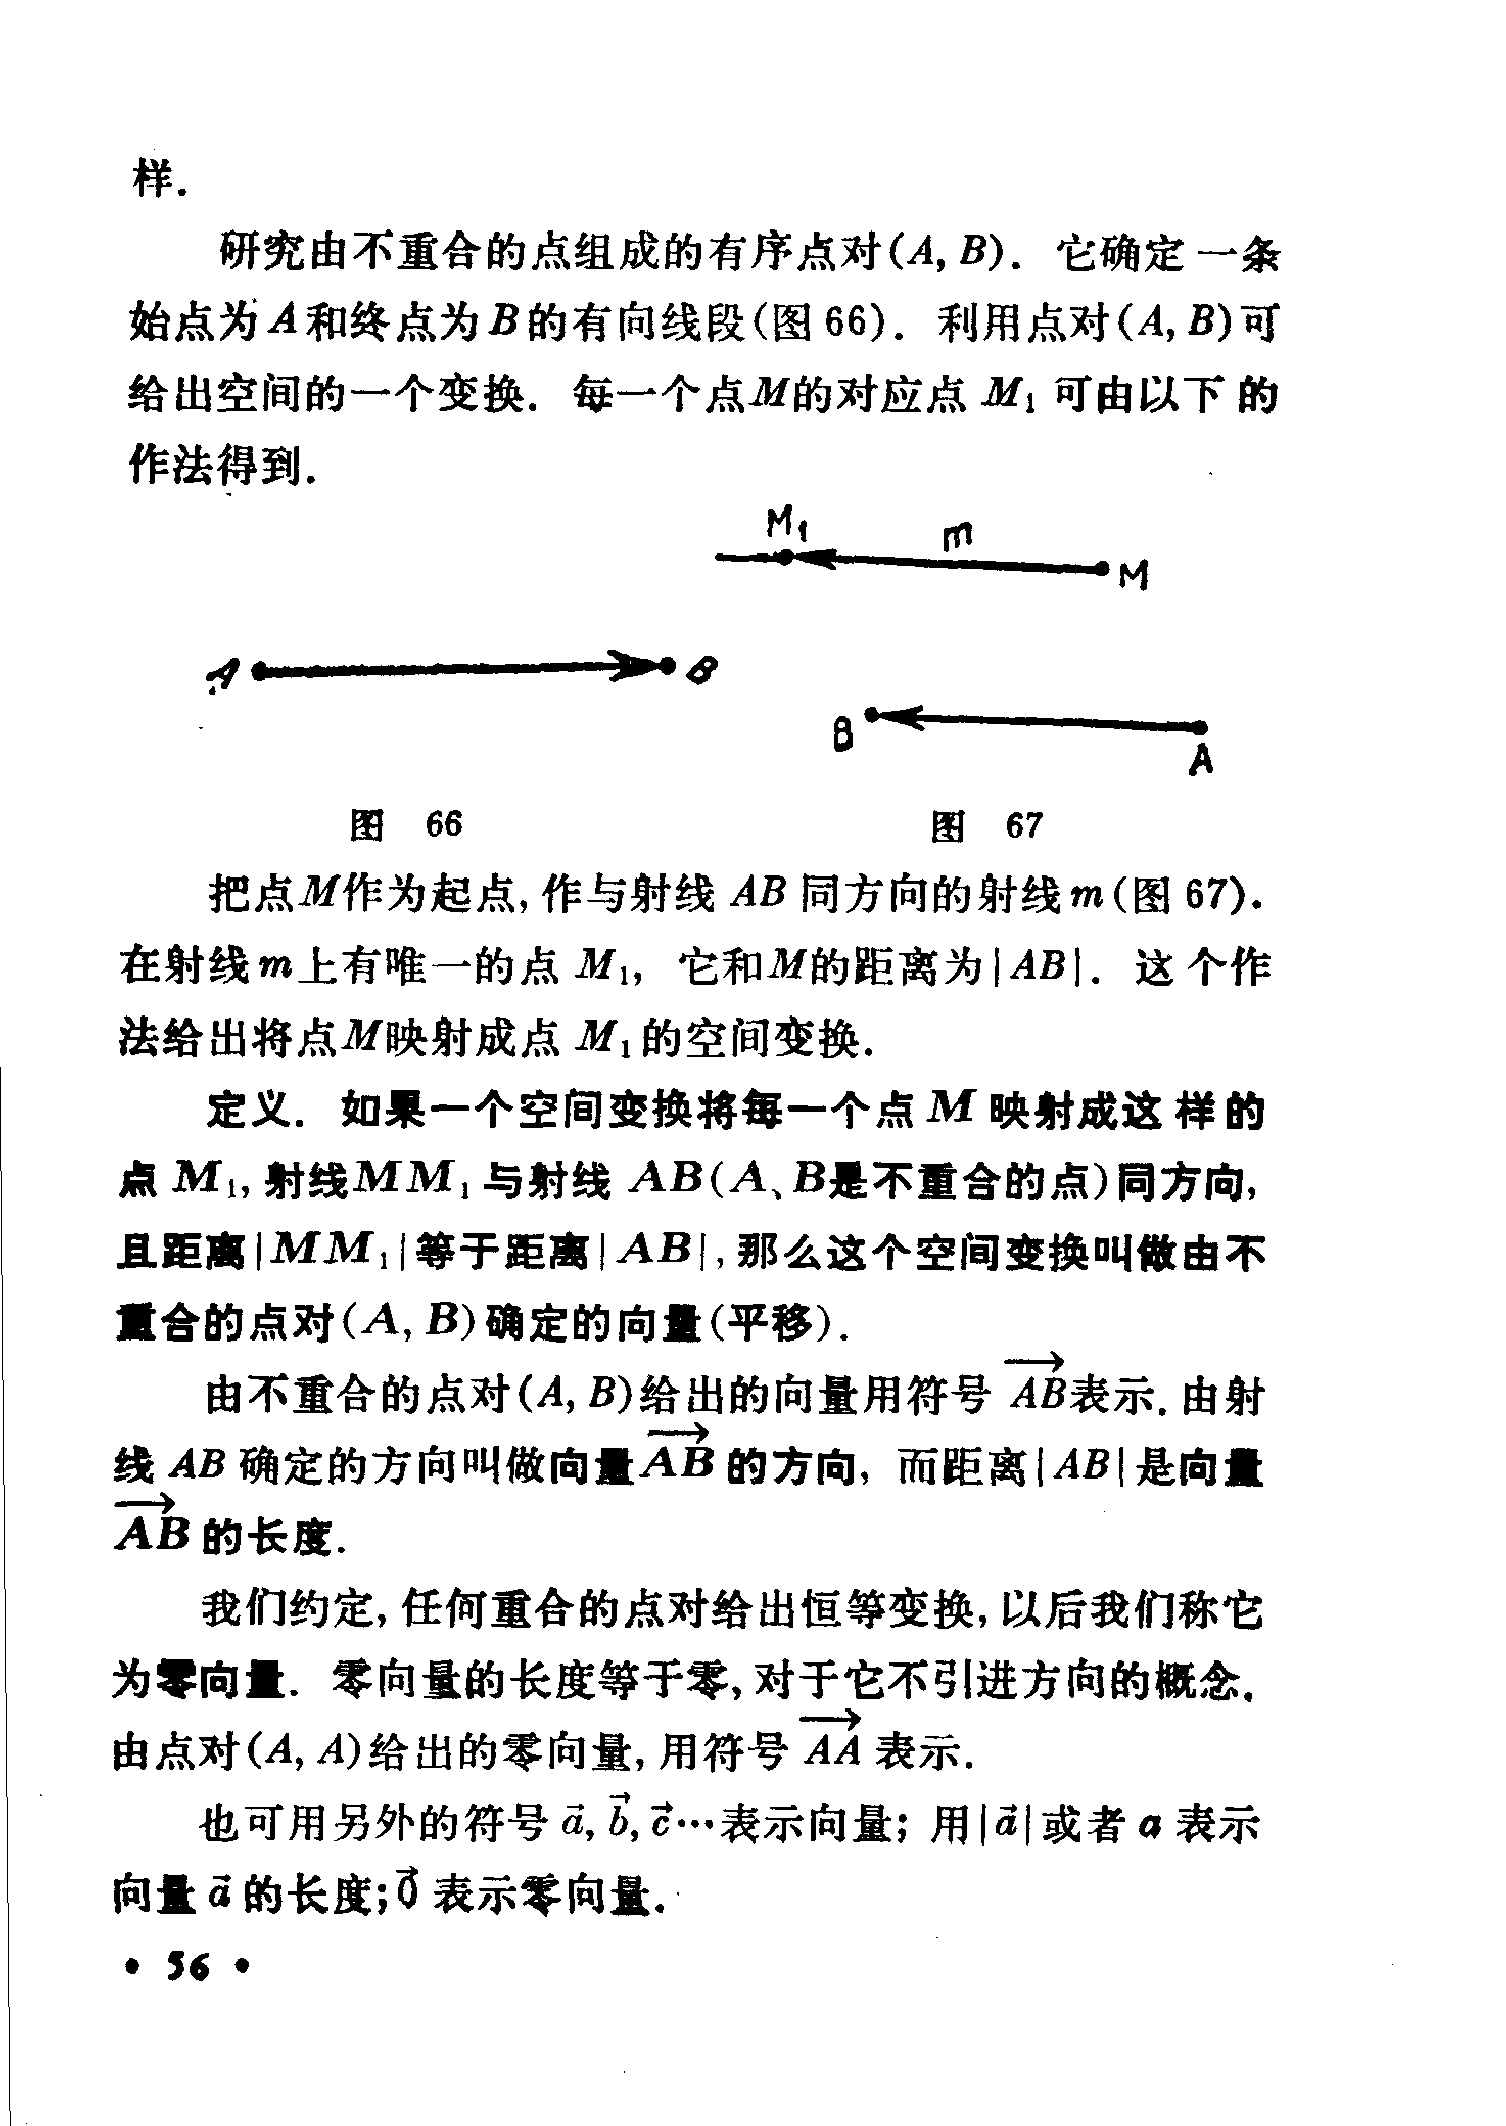 样.
研究由不重合的点组成的有序点对(A, B). 它确定一条
始点为A和终点为B的有向线段(图 66). 利用点对(A, B)可
给出空间的一个变换. 每一个点M的对应点 M₁ 可由以下的
作法得到.
M₁ m M
A B
B A
图 66 图 67
把点M作为起点, 作与射线 AB 同方向的射线m(图 67).
在射线m上有唯一的点 M₁, 它和M的距离为|AB|. 这个作
法给出将点M映射成点 M₁的空间变换.
定义. 如果一个空间变换将每一个点 M 映射成这样的
点 M₁, 射线MM₁与射线 AB(A、B是不重合的点)同方向,
且距离|MM₁|等于距离|AB|, 那么这个空间变换叫做由不
重合的点对(A, B)确定的向量(平移).
由不重合的点对(A, B)给出的向量用符号 A⃗B⃗表示. 由射
线 AB 确定的方向叫做向量A⃗B⃗的方向, 而距离|AB|是向量
A⃗B⃗的长度.
我们约定, 任何重合的点对给出恒等变换, 以后我们称它
为零向量. 零向量的长度等于零, 对于它不引进方向的概念.
由点对(A, A)给出的零向量, 用符号 A⃗A⃗ 表示.
也可用另外的符号 a⃗, b⃗, c⃗…表示向量; 用|a⃗|或者 a 表示
向量 a⃗ 的长度; 0⃗ 表示零向量.
• 56 •